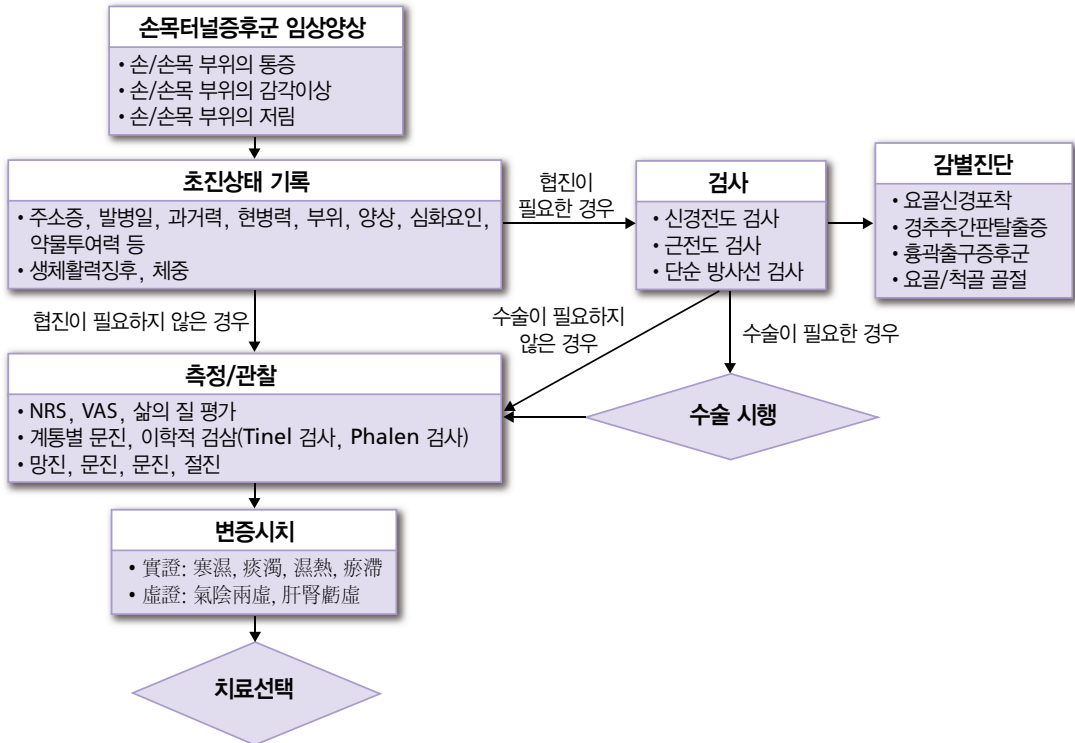 손목터널증후군 임상양상
• 손/손목 부위의 통증
• 손/손목 부위의 감각이상
• 손/손목 부위의 저림
초진상태 기록
• 주소증, 발병일, 과거력, 현병력, 부위, 양상, 심화요인,
약물투여력 등
• 생체활력징후, 체중
협진이
필요한 경우
검사
• 신경전도 검사
• 근전도 검사
• 단순 방사선 검사
감별진단
• 요골신경포착
• 경추추간판탈출증
• 흉곽출구증후군
• 요골/척골 골절
협진이 필요하지 않은 경우
수술이 필요하지
않은 경우
수술이 필요한 경우
측정/관찰
• NRS, VAS, 삶의 질 평가
• 계통별 문진, 이학적 검삼(Tinel 검사, Phalen 검사)
• 망진, 문진, 문진, 절진
수술 시행
변증시치
• 實證: 寒濕, 痰濁, 濕熱, 瘀滯
• 虛證: 氣陰兩虛, 肝腎虧虛
치료선택